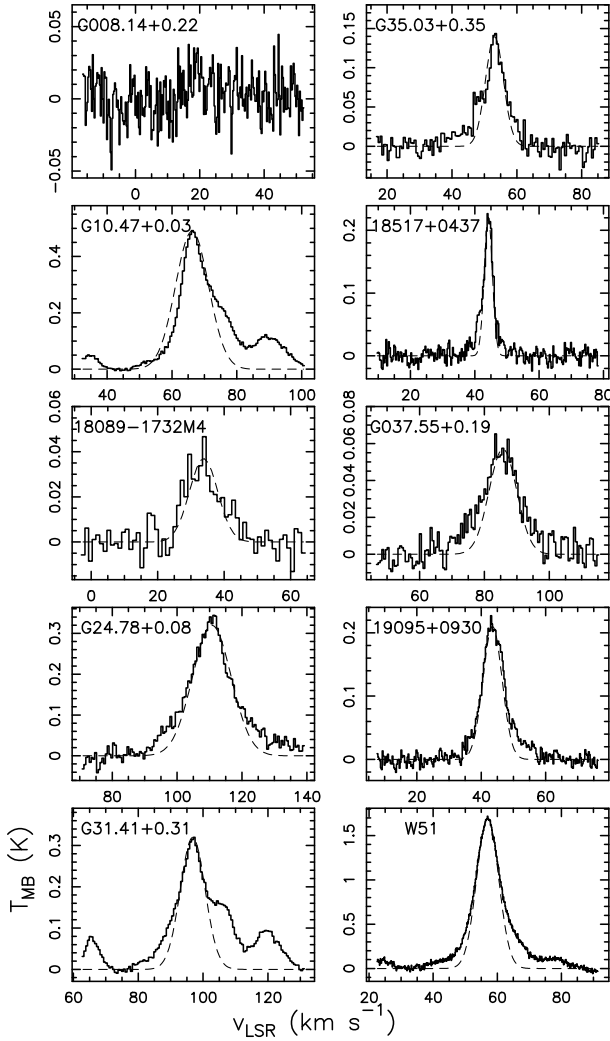 G008.14+0.22
0.05
0
−0.05
0 20 40
G35.03+0.35
0.15
0.1
0.05
0
20 40 60 80
G10.47+0.03
0.4
0.2
0
40 60 80 100
18517+0437
0.2
0.1
0
20 40 60 80
18089−1732M4
0.06
0.04
0.02
0
0 20 40 60
G037.55+0.19
0.08
0.06
0.04
0.02
0
60 80 100
G24.78+0.08
0.3
0.2
0.1
0
80 100 120 140
19095+0930
0.2
0.1
0
20 40 60
G31.41+0.31
0.3
0.2
0.1
0
60 80 100 120
W51
1.5
1
0.5
0
20 40 60 80
T_MB (K)
v_LSR (km s⁻¹)